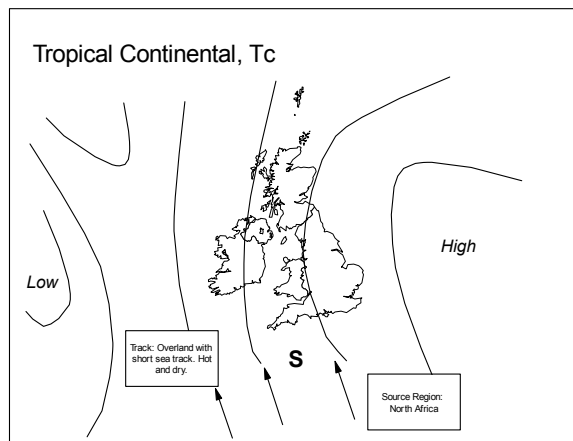 Tropical Continental, Tc
Low
High
Track: Overland with
short sea track. Hot
and dry.
S
Source Region:
North Africa